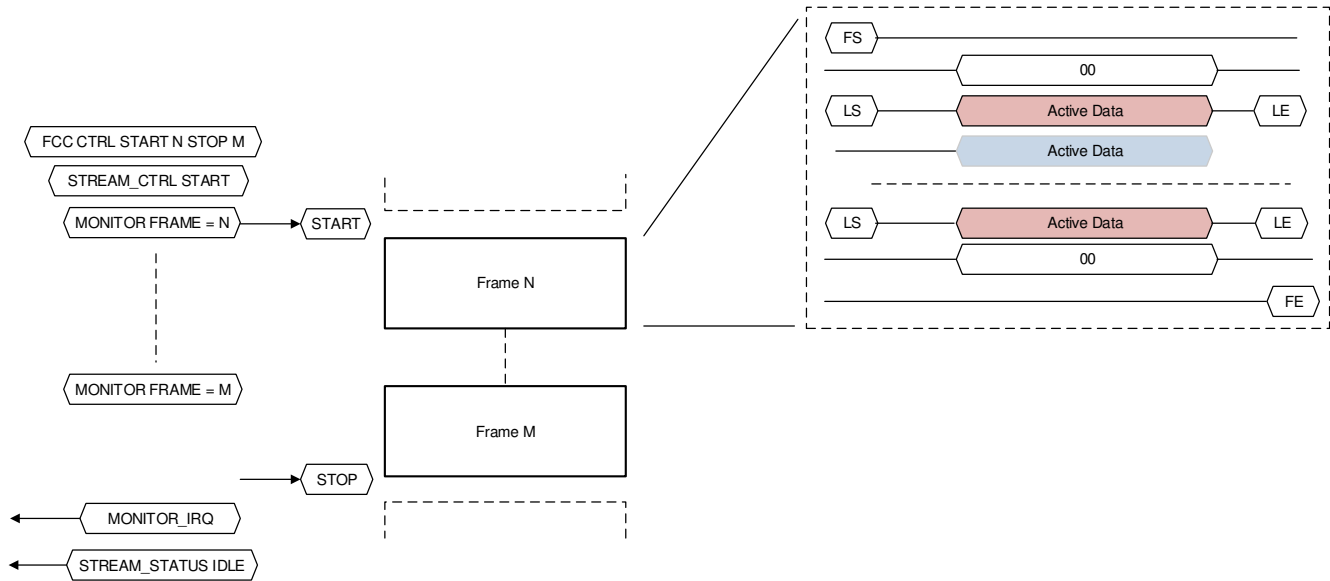 FCC CTRL START N STOP M
STREAM_CTRL START
MONITOR FRAME = N
START
MONITOR FRAME = M
STOP
MONITOR_IRQ
STREAM_STATUS IDLE
Frame N
Frame M
FS
00
LS
Active Data
LE
Active Data
LS
Active Data
LE
00
FE